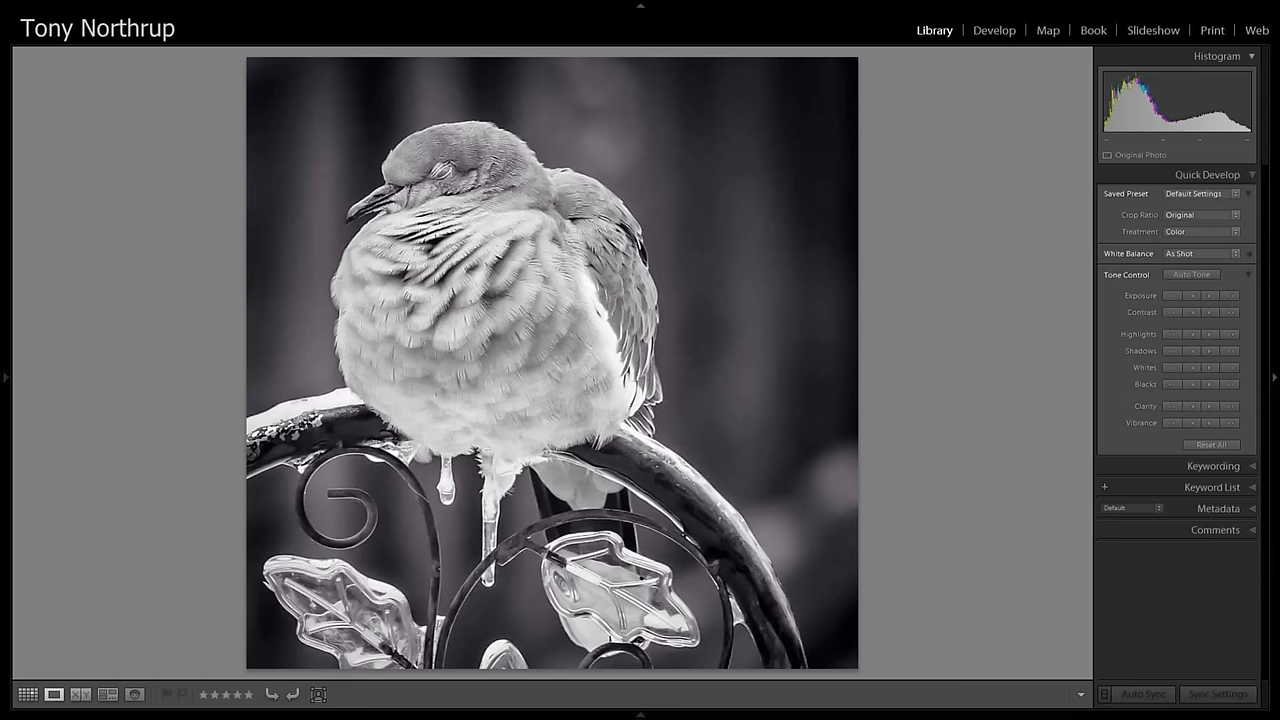 Tony Northrup
Library | Develop | Map | Book | Slideshow | Print | Web
Histogram
Original Photo
Quick Develop
Saved Preset Default Settings
Crop Ratio Original
Treatment Color
White Balance As Shot
Tone Control Auto Tone
Exposure
Contrast
Highlights
Shadows
Whites
Blacks
Clarity
Vibrance
Reset All
Keywording
+ Keyword List
Default Metadata
Comments
X Y
Auto Sync Sync Settings